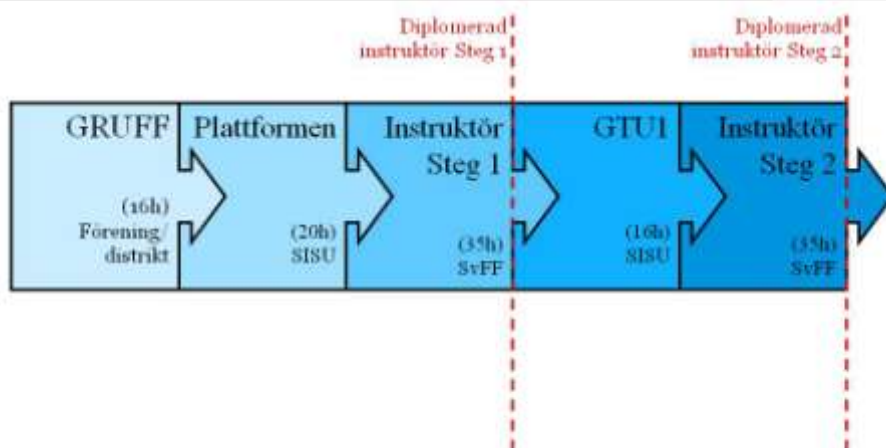 Diplomerad
instruktör Steg 1
Diplomerad
instruktör Steg 2
GRUFF
(16h)
Förening/
distrikt
Plattformen
(20h)
SISU
Instruktör
Steg 1
(35h)
SvFF
GTU1
(16h)
SISU
Instruktör
Steg 2
(35h)
SvFF